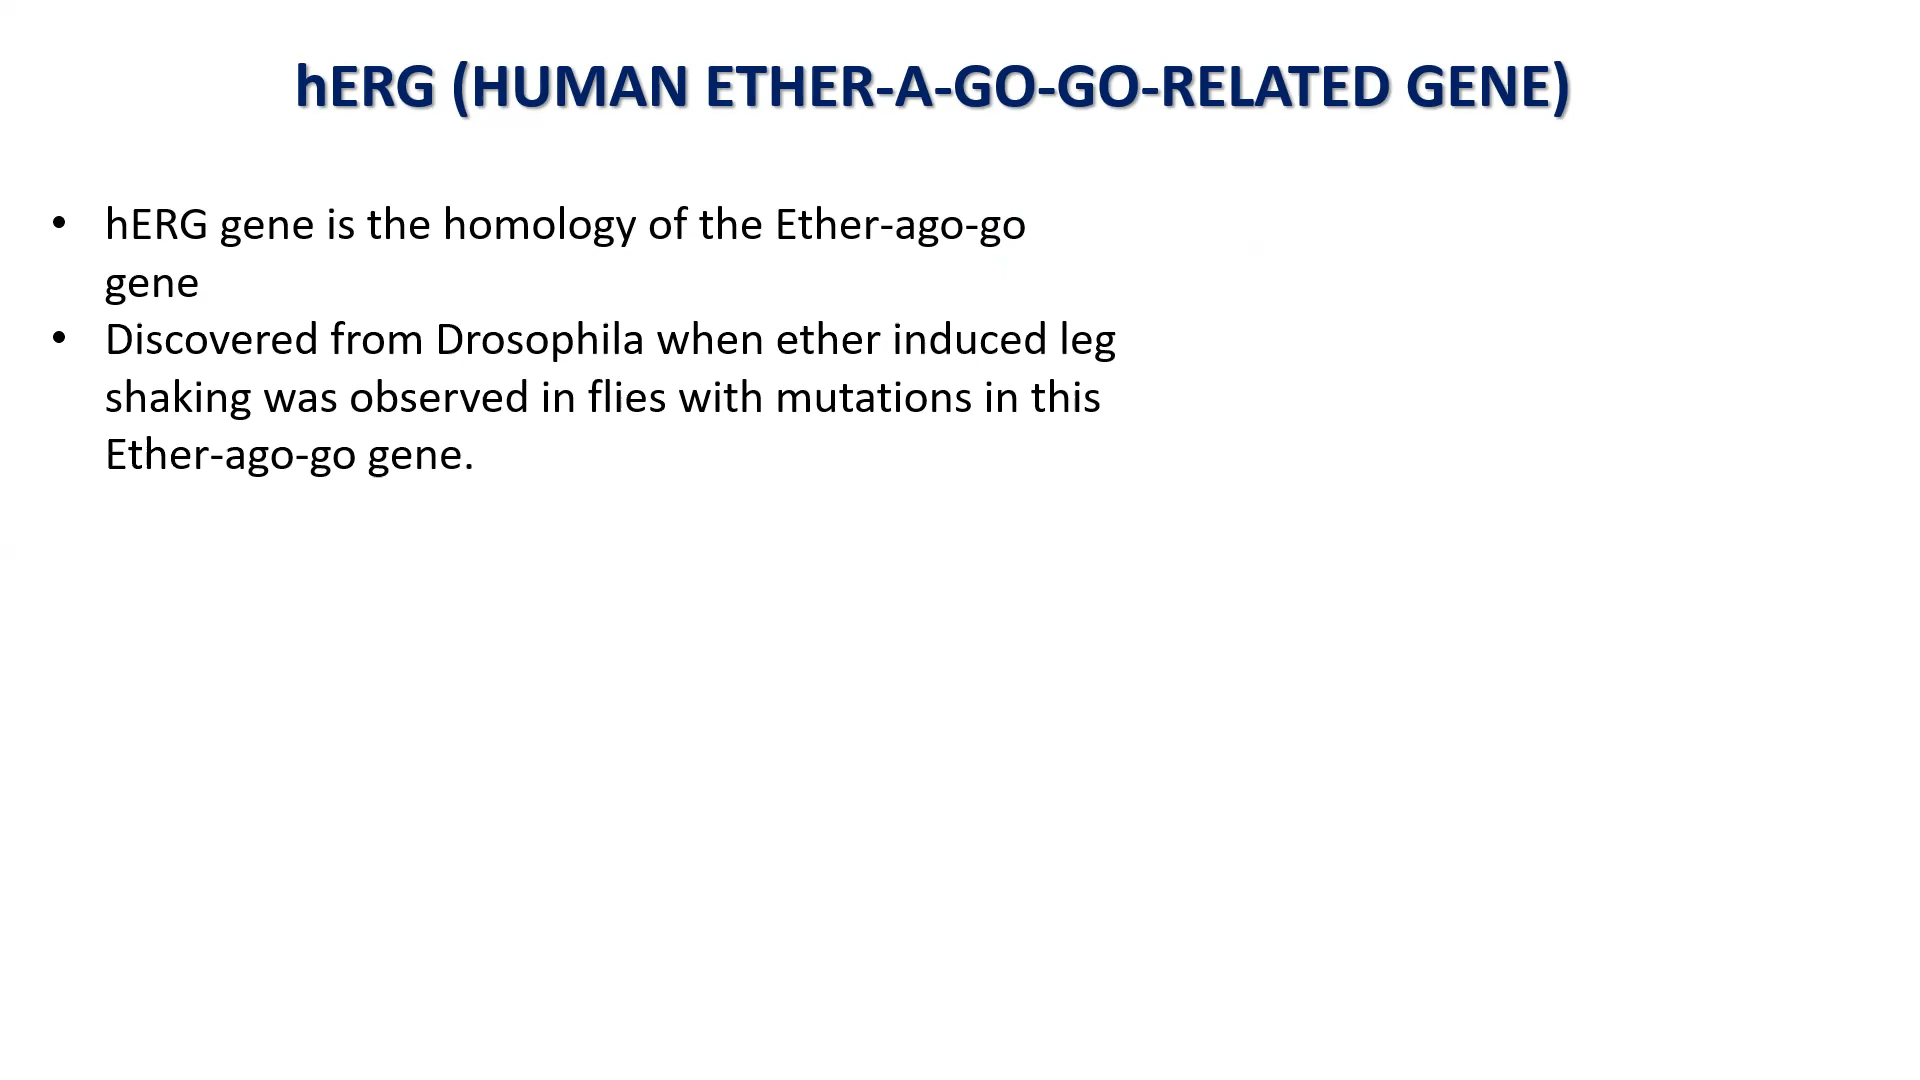 hERG (HUMAN ETHER-A-GO-GO-RELATED GENE)
• hERG gene is the homology of the Ether-ago-go
gene
• Discovered from Drosophila when ether induced leg
shaking was observed in flies with mutations in this
Ether-ago-go gene.